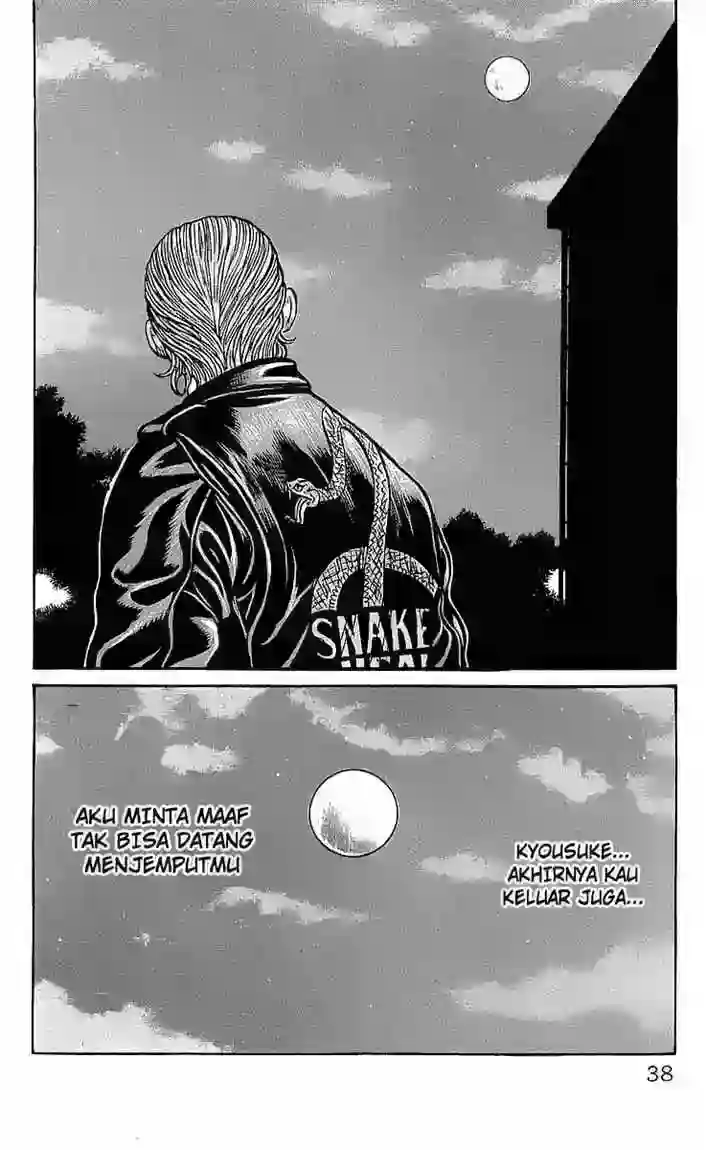 SNAKE
KYOUSUKE...
AKHIRNYA KAU
KELUAR JUGA...
AKU MINTA MAAF
TAK BISA DATANG
MENJEMPUTMU
38